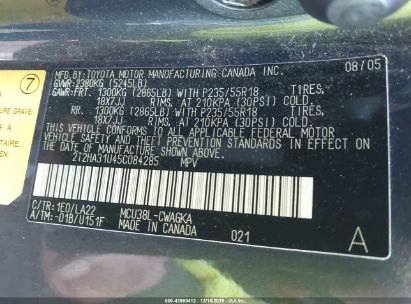 MFD. BY: TOYOTA MOTOR MANUFACTURING CANADA INC. 08/05
GVWR: 2380KG (5245LB)
GAWR: FRT. 1300KG (2865LB) WITH P235/55R18 TIRES,
18X7JJ RIMS, AT 210KPA (30PSI) COLD.
RR. 1300KG (2865LB) WITH P235/55R18 TIRES,
18X7JJ RIMS, AT 210KPA (30PSI) COLD.
THIS VEHICLE CONFORMS TO ALL APPLICABLE FEDERAL MOTOR
VEHICLE SAFETY STANDARDS IN EFFECT ON THE DATE OF
MANUFACTURE SHOWN ABOVE.
2T2HA31U45C084285 MPV
C/TR: 1E0/LA22 MCU38L-CWAGKA
A/TM: -01B/U151F MADE IN CANADA 021
A
7
URE GRAVE
AR